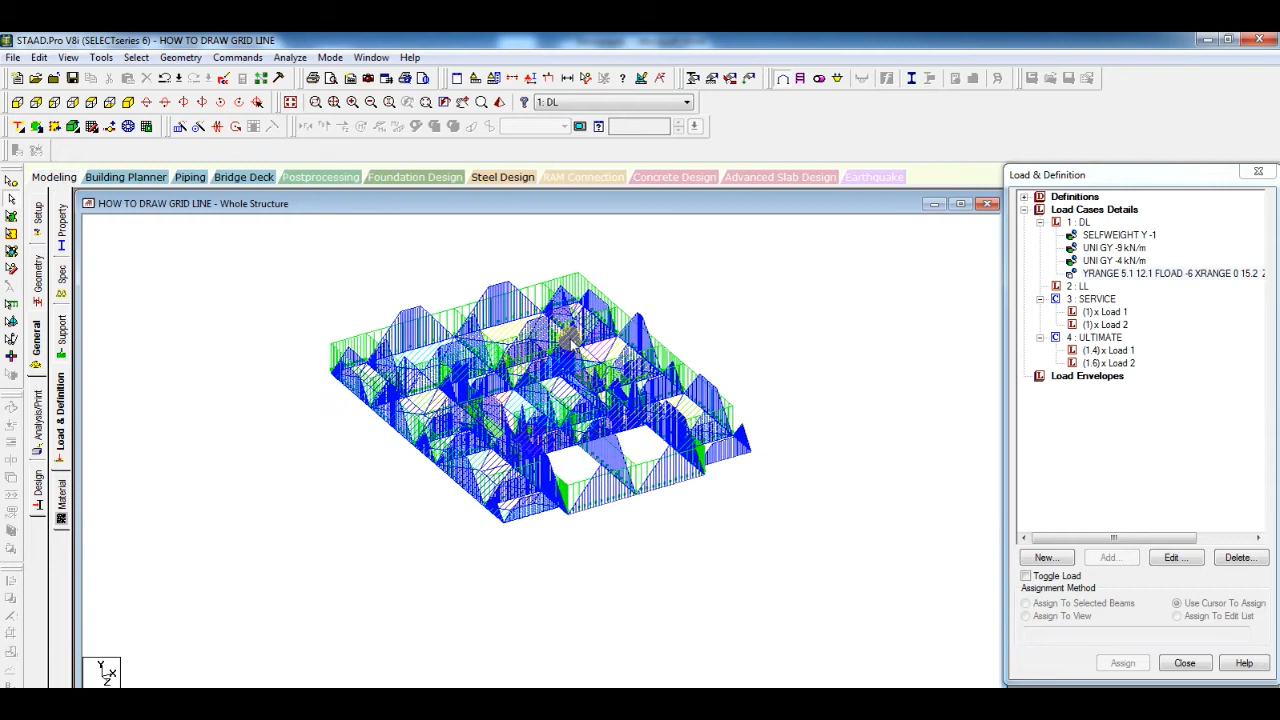 STAAD.Pro V8i (SELECTseries 6) - HOW TO DRAW GRID LINE
File Edit View Tools Select Geometry Commands Analyze Mode Window Help
1: DL
Modeling Building Planner Piping Bridge Deck Postprocessing Foundation Design Steel Design RAM Connection Concrete Design Advanced Slab Design Earthquake
HOW TO DRAW GRID LINE - Whole Structure
Setup
Geometry
General
Analysis/Print
Design
Property
Spec
Support
Load & Definition
Material
Y
X
Z
Load & Definition
Definitions
Load Cases Details
1 : DL
SELFWEIGHT Y -1
UNI GY -9 kN/m
UNI GY -4 kN/m
YRANGE 5.1 12.1 FLOAD -6 XRANGE 0 15.2
2 : LL
3 : SERVICE
(1) x Load 1
(1) x Load 2
4 : ULTIMATE
(1.4) x Load 1
(1.6) x Load 2
Load Envelopes
New... Add... Edit ... Delete...
Toggle Load
Assignment Method
Assign To Selected Beams Use Cursor To Assign
Assign To View Assign To Edit List
Assign Close Help